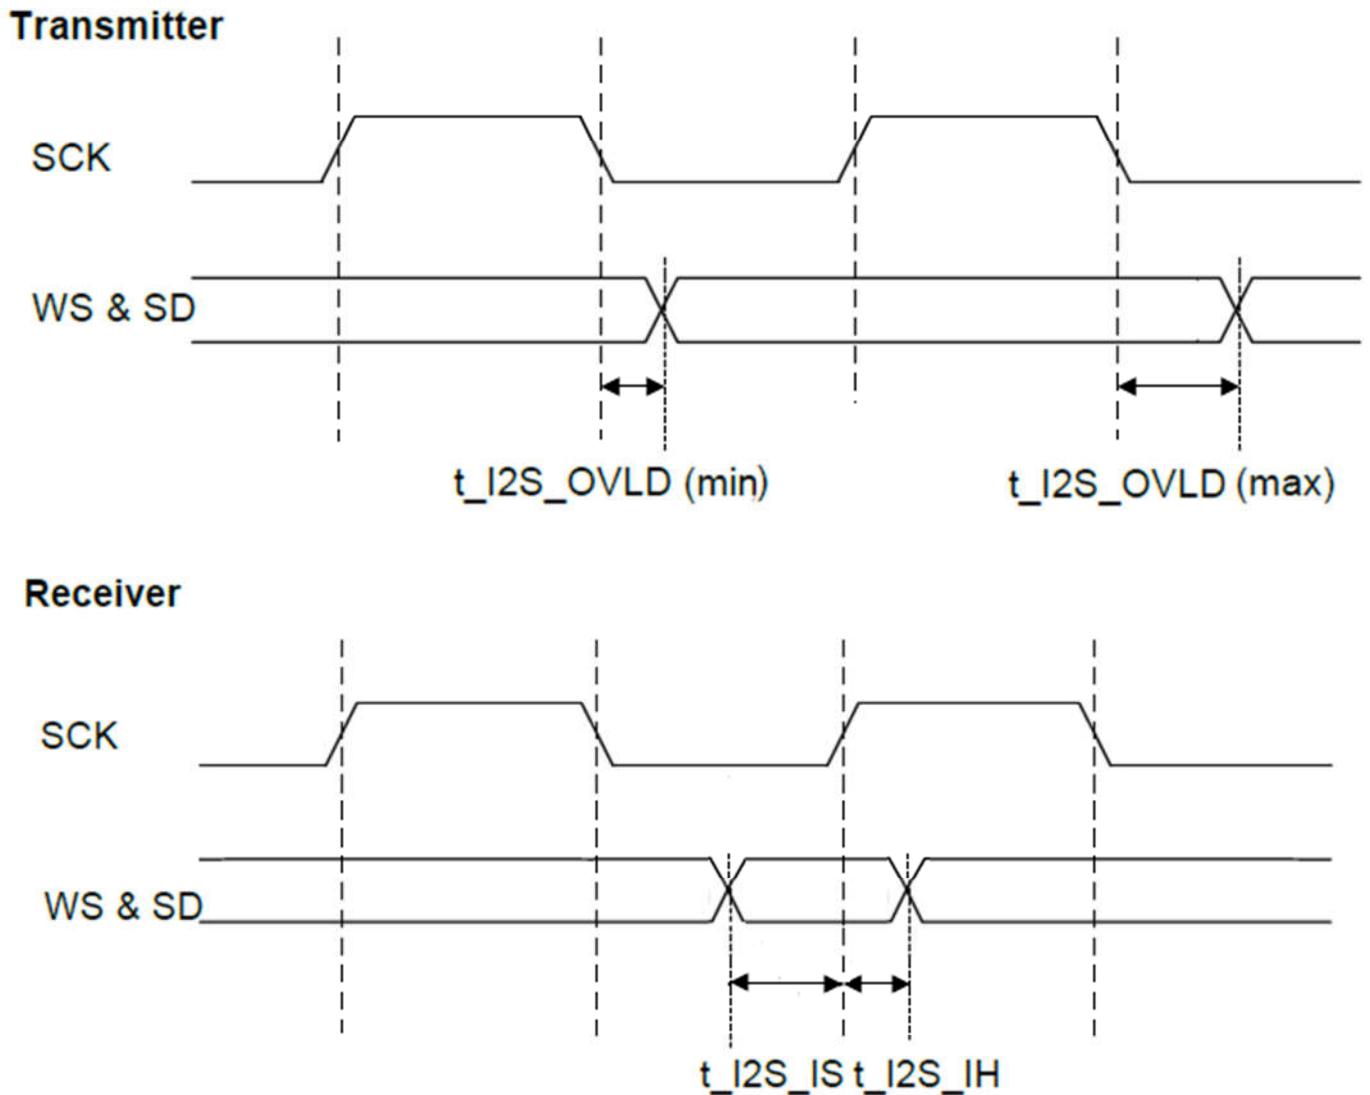 Transmitter
SCK
WS & SD
t_I2S_OVLD (min) t_I2S_OVLD (max)
Receiver
SCK
WS & SD
t_I2S_IS t_I2S_IH